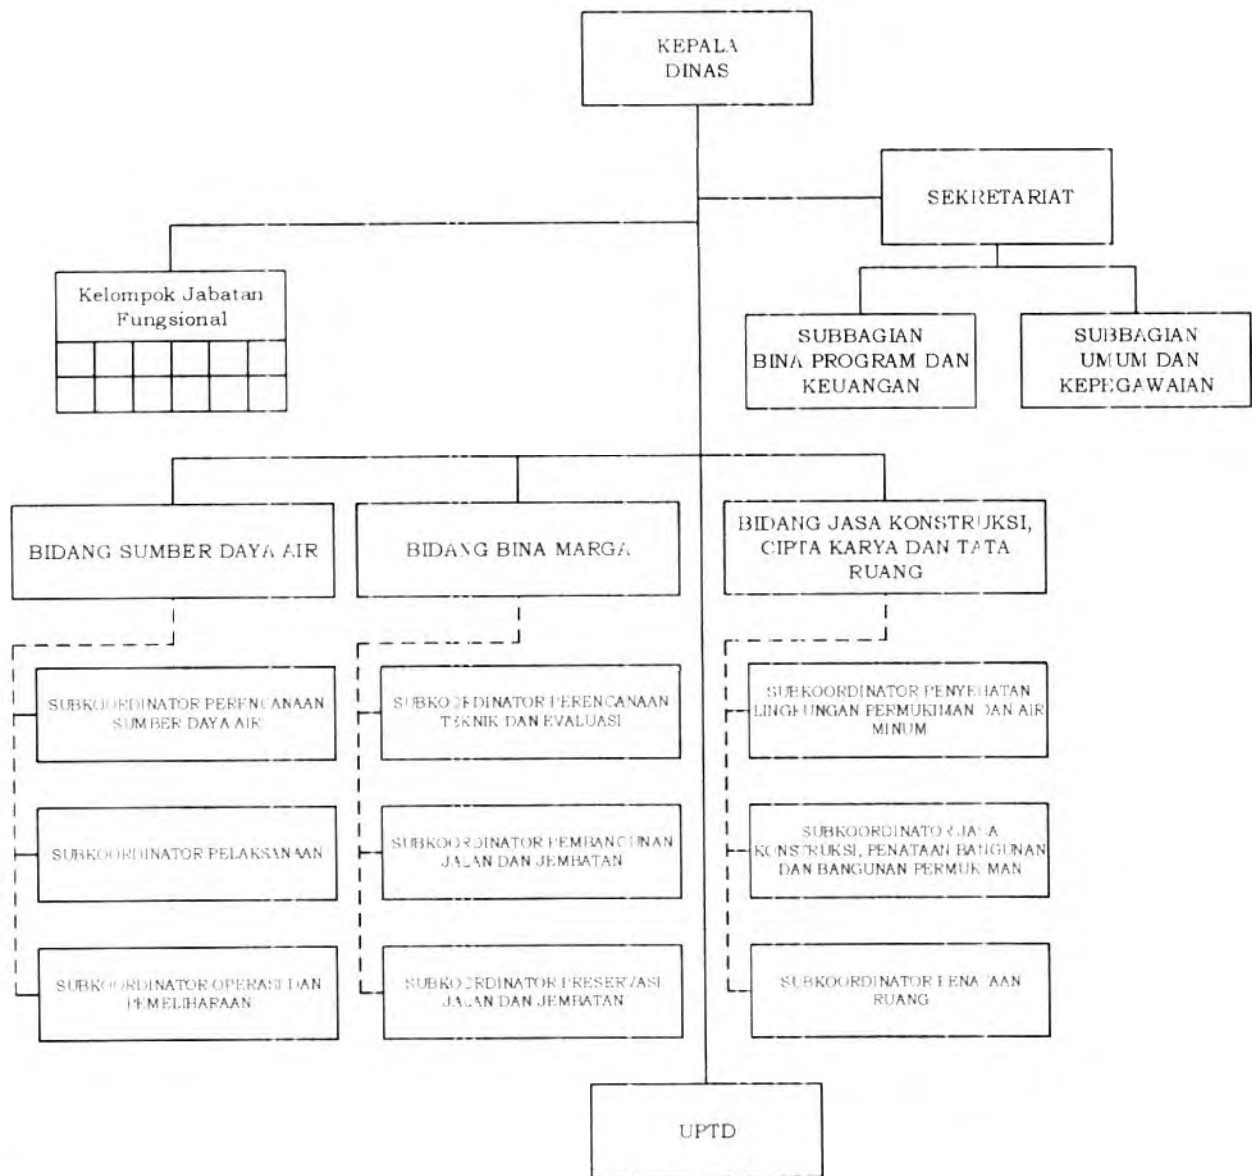 KEPALA
DINAS
SEKRETARIAT
Kelompok Jabatan
Fungsional
SUBBAGIAN
BINA PROGRAM DAN
KEUANGAN
SUBBAGIAN
UMUM DAN
KEPEGAWAIAN
BIDANG SUMBER DAYA AIR
BIDANG BINA MARGA
BIDANG JASA KONSTRUKSI,
CIPTA KARYA DAN TATA
RUANG
SUBKOORDINATOR PERENCANAAN
SUMBER DAYA AIR
SUBKOORDINATOR PERENCANAAN
TEKNIK DAN EVALUASI
SUBKOORDINATOR PENYEHATAN
LINGKUNGAN PERMUKIMAN DAN AIR
MINUM
SUBKOORDINATOR PELAKSANAAN
SUBKOORDINATOR PEMBANGUNAN
JALAN DAN JEMBATAN
SUBKOORDINATOR JASA
KONSTRUKSI, PENATAAN BANGUNAN
DAN BANGUNAN PERMUKIMAN
SUBKOORDINATOR OPERASI DAN
PEMELIHARAAN
SUBKOORDINATOR PRESERVASI
JALAN DAN JEMBATAN
SUBKOORDINATOR PENATAAN
RUANG
UPTD